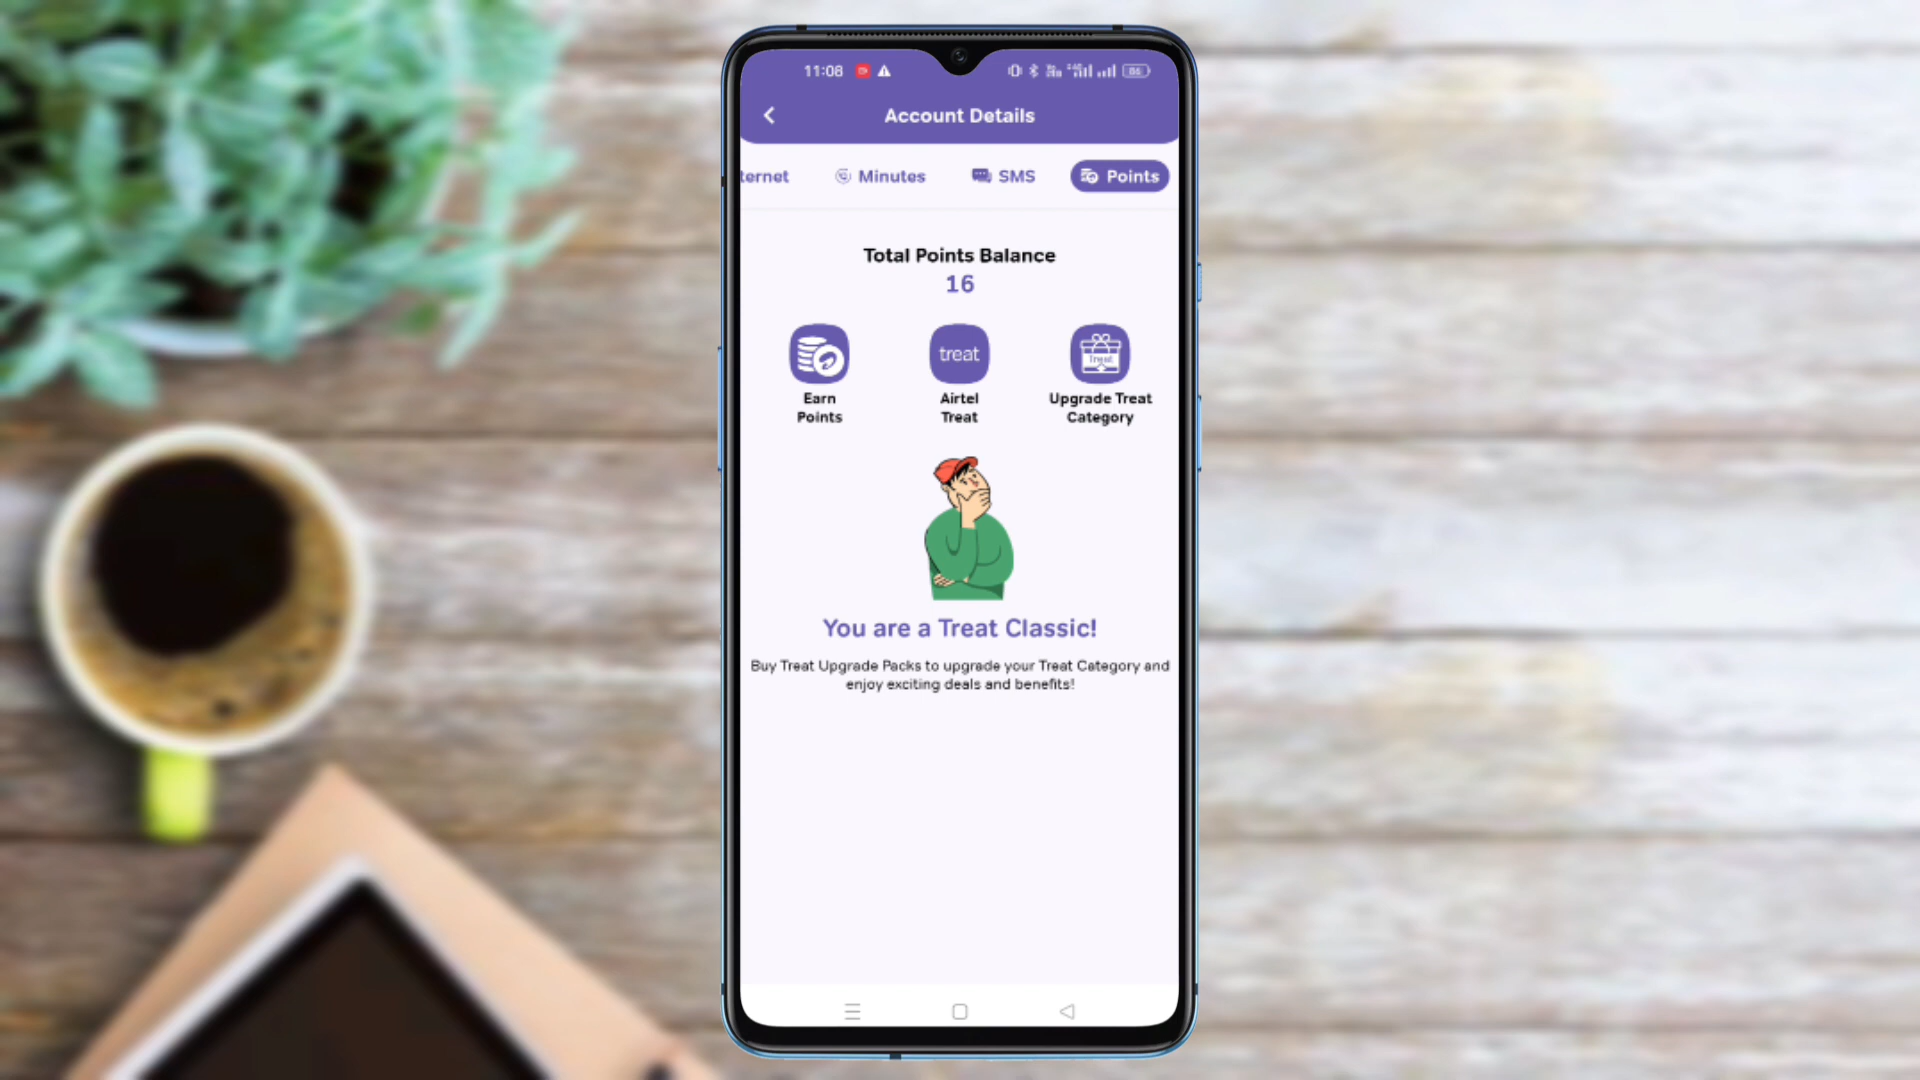 11:08
86
Account Details
ternet
Minutes
SMS
Points
Total Points Balance
16
treat
Treat
Earn
Points
Airtel
Treat
Upgrade Treat
Category
You are a Treat Classic!
Buy Treat Upgrade Packs to upgrade your Treat Category and
enjoy exciting deals and benefits!